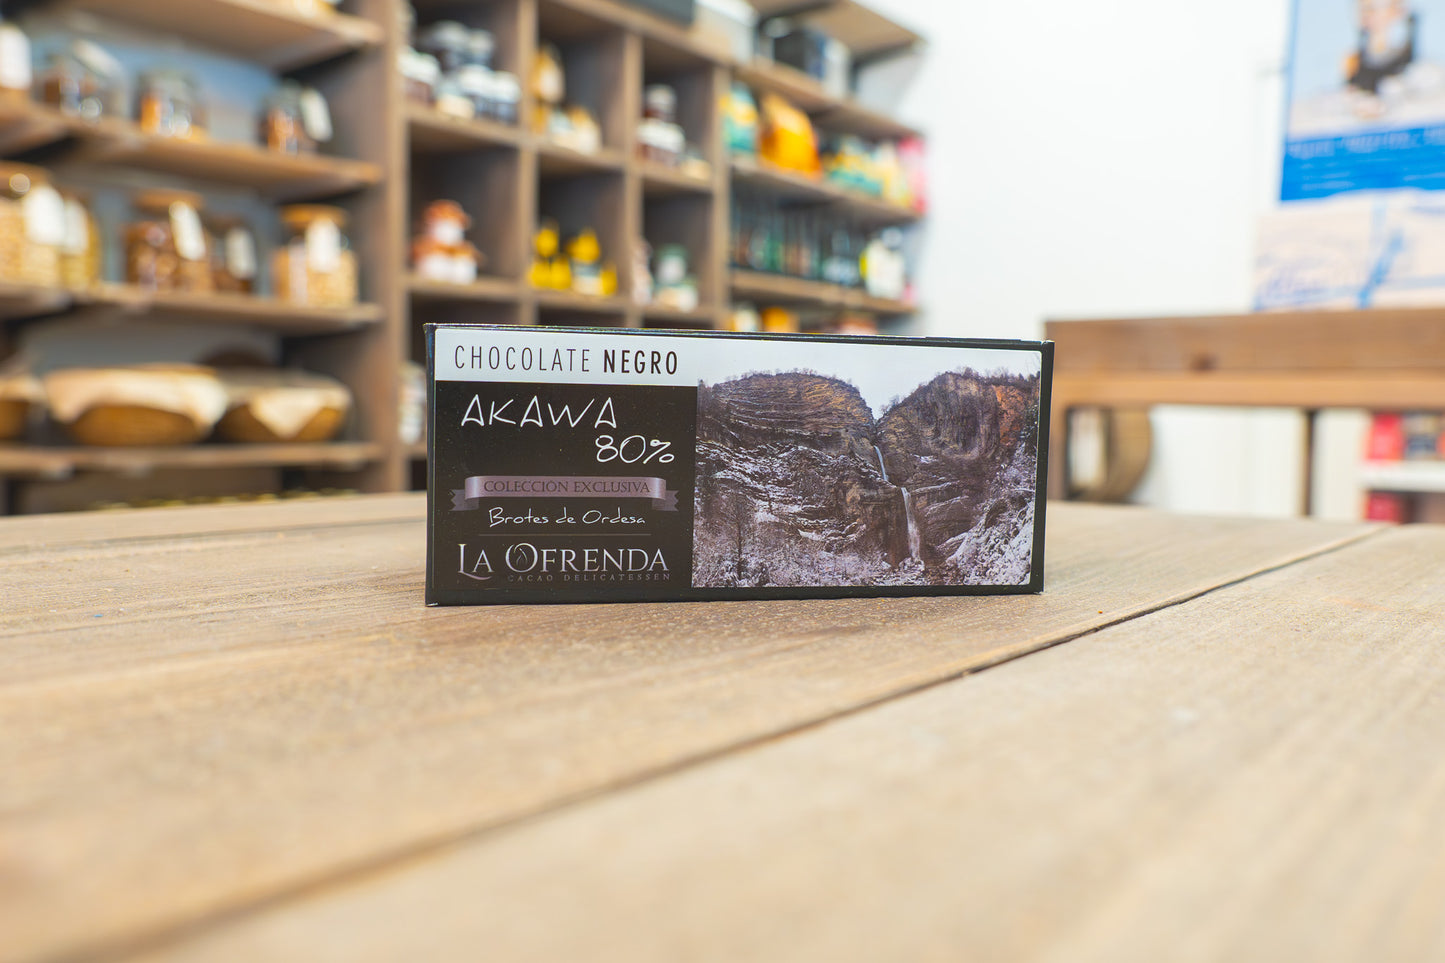 CHOCOLATE NEGRO
AKAWA
80%
COLECCIÓN EXCLUSIVA
Brotes de Ordesa
LA OFRENDA
CACAO DELICATESSEN